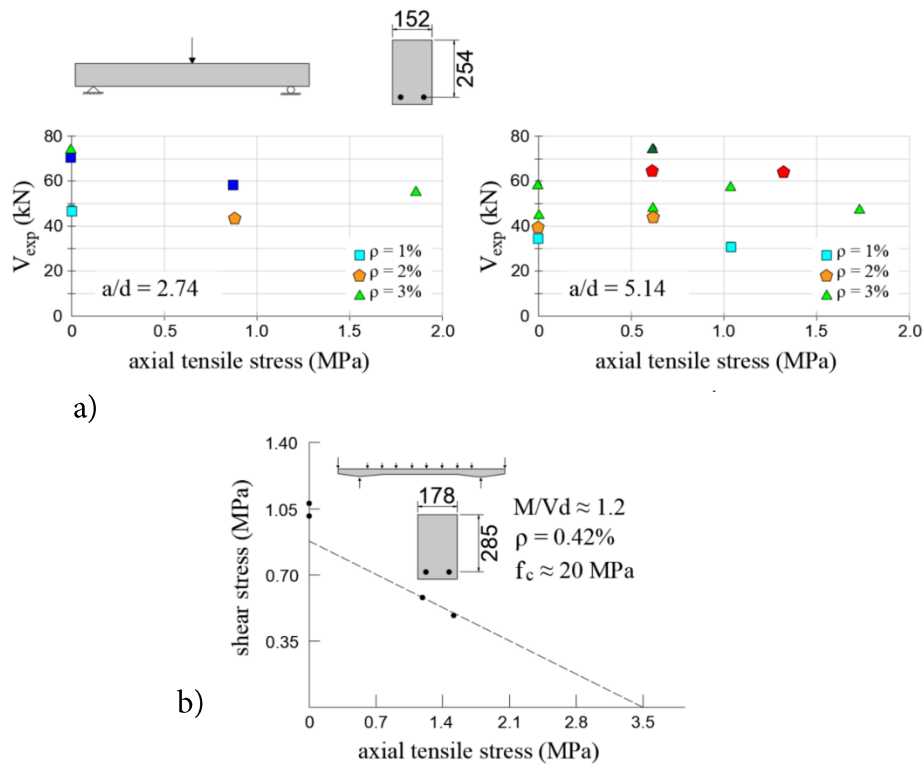 152
254
80
60
40
20
0
V_exp (kN)
ρ = 1%
ρ = 2%
ρ = 3%
a/d = 2.74
0 0.5 1.0 1.5 2.0
axial tensile stress (MPa)
80
60
40
20
0
V_exp (kN)
ρ = 1%
ρ = 2%
ρ = 3%
a/d = 5.14
0 0.5 1.0 1.5 2.0
axial tensile stress (MPa)
a)
1.40
1.05
0.70
0.35
shear stress (MPa)
178
285
M/Vd ≈ 1.2
ρ = 0.42%
f_c ≈ 20 MPa
b)
0 0.7 1.4 2.1 2.8 3.5
axial tensile stress (MPa)